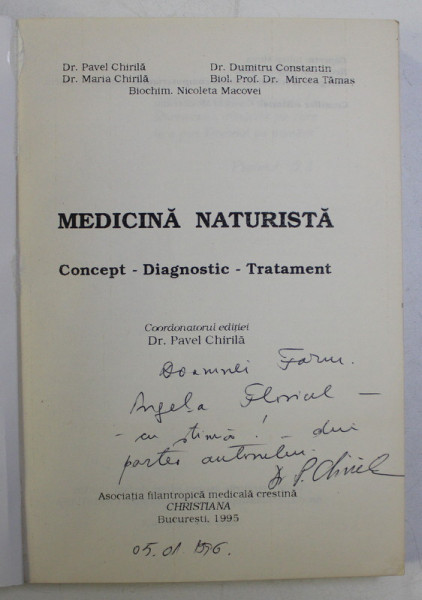 Dr. Pavel Chirilă Dr. Dumitru Constantin
Dr. Maria Chirilă Biol. Prof. Dr. Mircea Tămaș
Biochim. Nicoleta Macovei
MEDICINĂ NATURISTĂ
Concept - Diagnostic - Tratament
Coordonatorul ediției
Dr. Pavel Chirilă
Doamnei Farm.
Angela
- cu stimă! - din
partea autorului.
Dr P. Chirilă
Asociația filantropică medicală creștină
CHRISTIANA
București, 1995
05.01 1996.